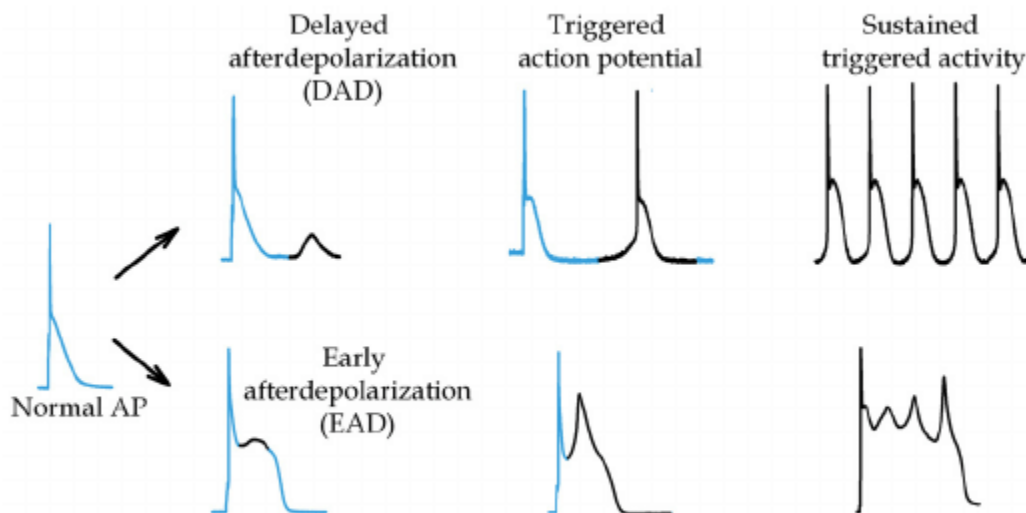 Delayed
afterdepolarization
(DAD)
Triggered
action potential
Sustained
triggered activity
Normal AP
Early
afterdepolarization
(EAD)